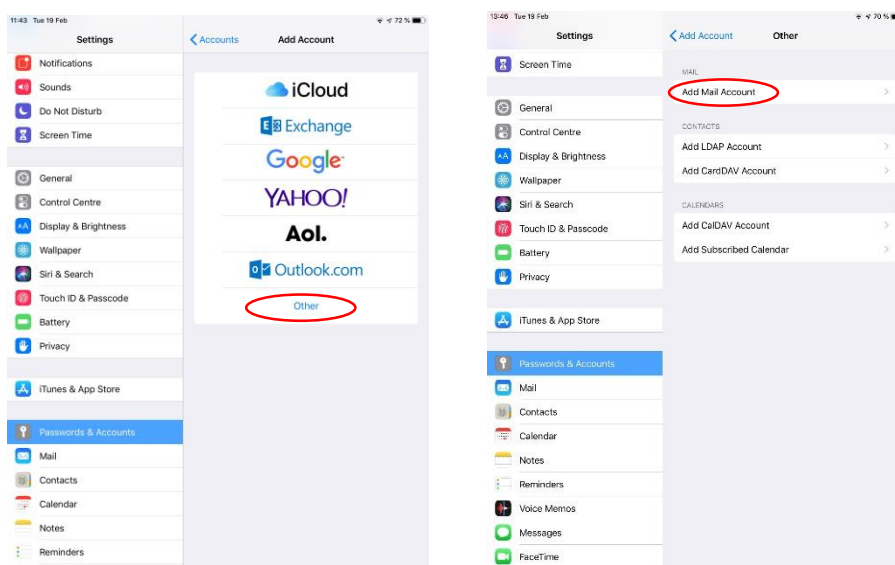 11:43 Tue 19 Feb
72 %
Settings
Accounts
Add Account
Notifications
Sounds
Do Not Disturb
Screen Time
General
Control Centre
Display & Brightness
Wallpaper
Siri & Search
Touch ID & Passcode
Battery
Privacy
iTunes & App Store
Passwords & Accounts
Mail
Contacts
Calendar
Notes
Reminders
iCloud
Exchange
Google
YAHOO!
Aol.
Outlook.com
Other
13:46 Tue 19 Feb
70 %
Settings
Add Account
Other
Screen Time
General
Control Centre
Display & Brightness
Wallpaper
Siri & Search
Touch ID & Passcode
Battery
Privacy
iTunes & App Store
Passwords & Accounts
Mail
Contacts
Calendar
Notes
Reminders
Voice Memos
Messages
FaceTime
MAIL
Add Mail Account
CONTACTS
Add LDAP Account
Add CardDAV Account
CALENDARS
Add CalDAV Account
Add Subscribed Calendar